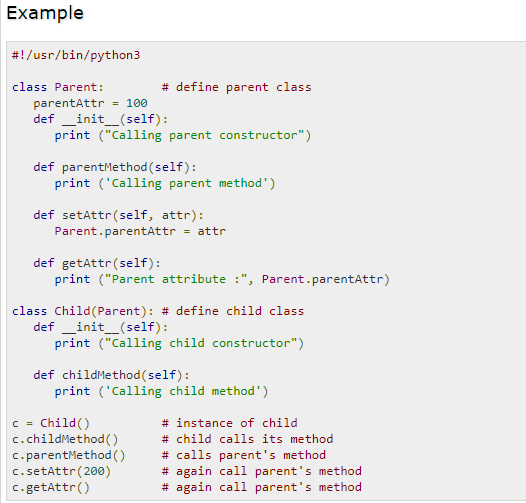 Example
#!/usr/bin/python3
class Parent:        # define parent class
   parentAttr = 100
   def __init__(self):
      print ("Calling parent constructor")
   def parentMethod(self):
      print ('Calling parent method')
   def setAttr(self, attr):
      Parent.parentAttr = attr
   def getAttr(self):
      print ("Parent attribute :", Parent.parentAttr)
class Child(Parent): # define child class
   def __init__(self):
      print ("Calling child constructor")
   def childMethod(self):
      print ('Calling child method')
c = Child()          # instance of child
c.childMethod()      # child calls its method
c.parentMethod()     # calls parent's method
c.setAttr(200)       # again call parent's method
c.getAttr()          # again call parent's method